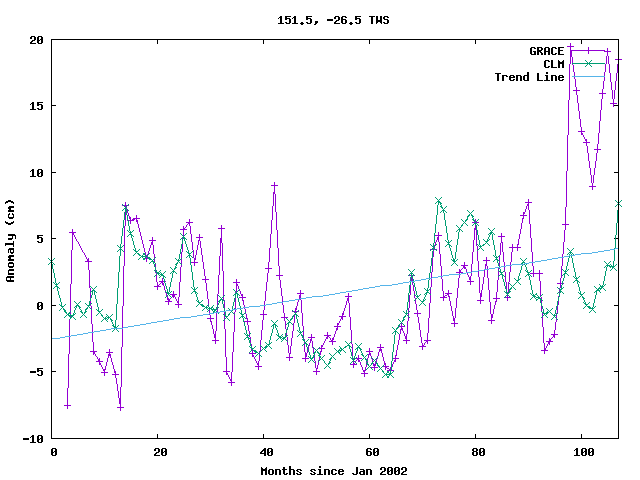 151.5, -26.5 TWS
GRACE
CLM
Trend Line
20
15
10
5
0
-5
-10
Anomaly (cm)
0 20 40 60 80 100
Months since Jan 2002